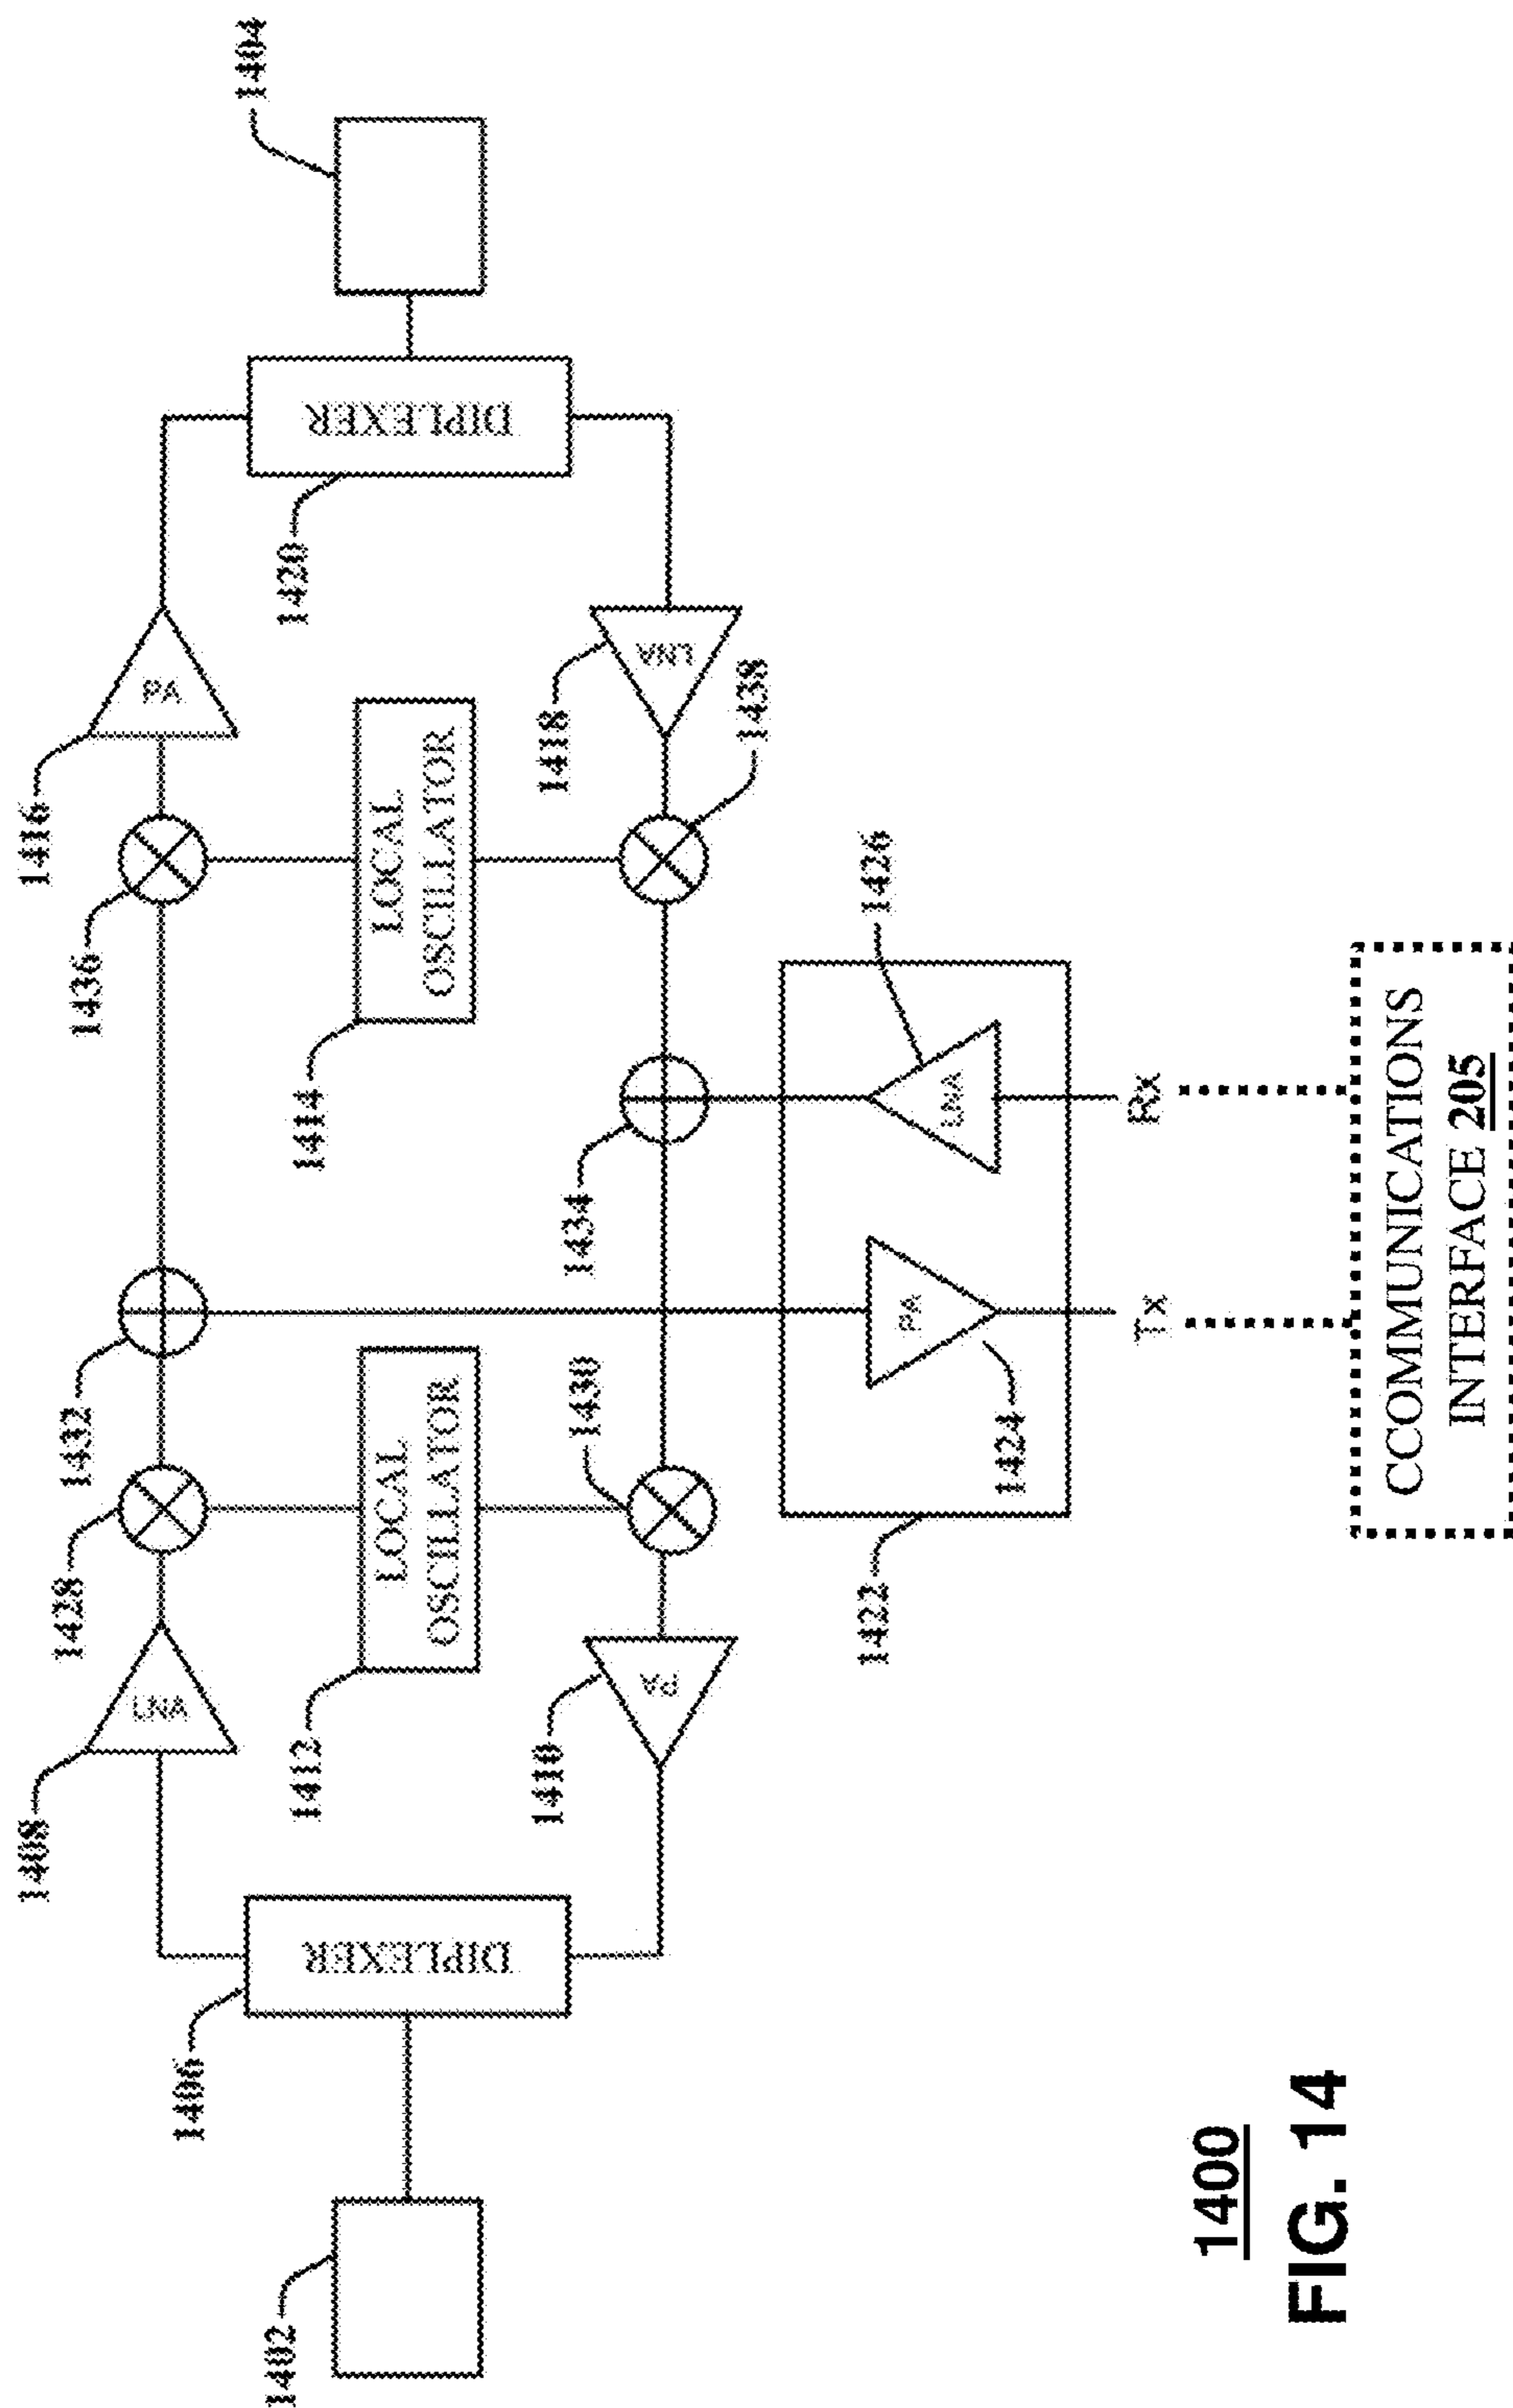 1404
1416
PA
DIPLEXER
1420
1436
LOCAL
OSCILLATOR
1414
LNA
1418
1438
1432
1434
1426
LNA
Rx
1428
LOCAL
OSCILLATOR
1412
1430
PA
1424
Tx
1422
CCOMMUNICATIONS
INTERFACE 205
1408
LNA
PA
1410
DIPLEXER
1406
1402
1400
FIG. 14